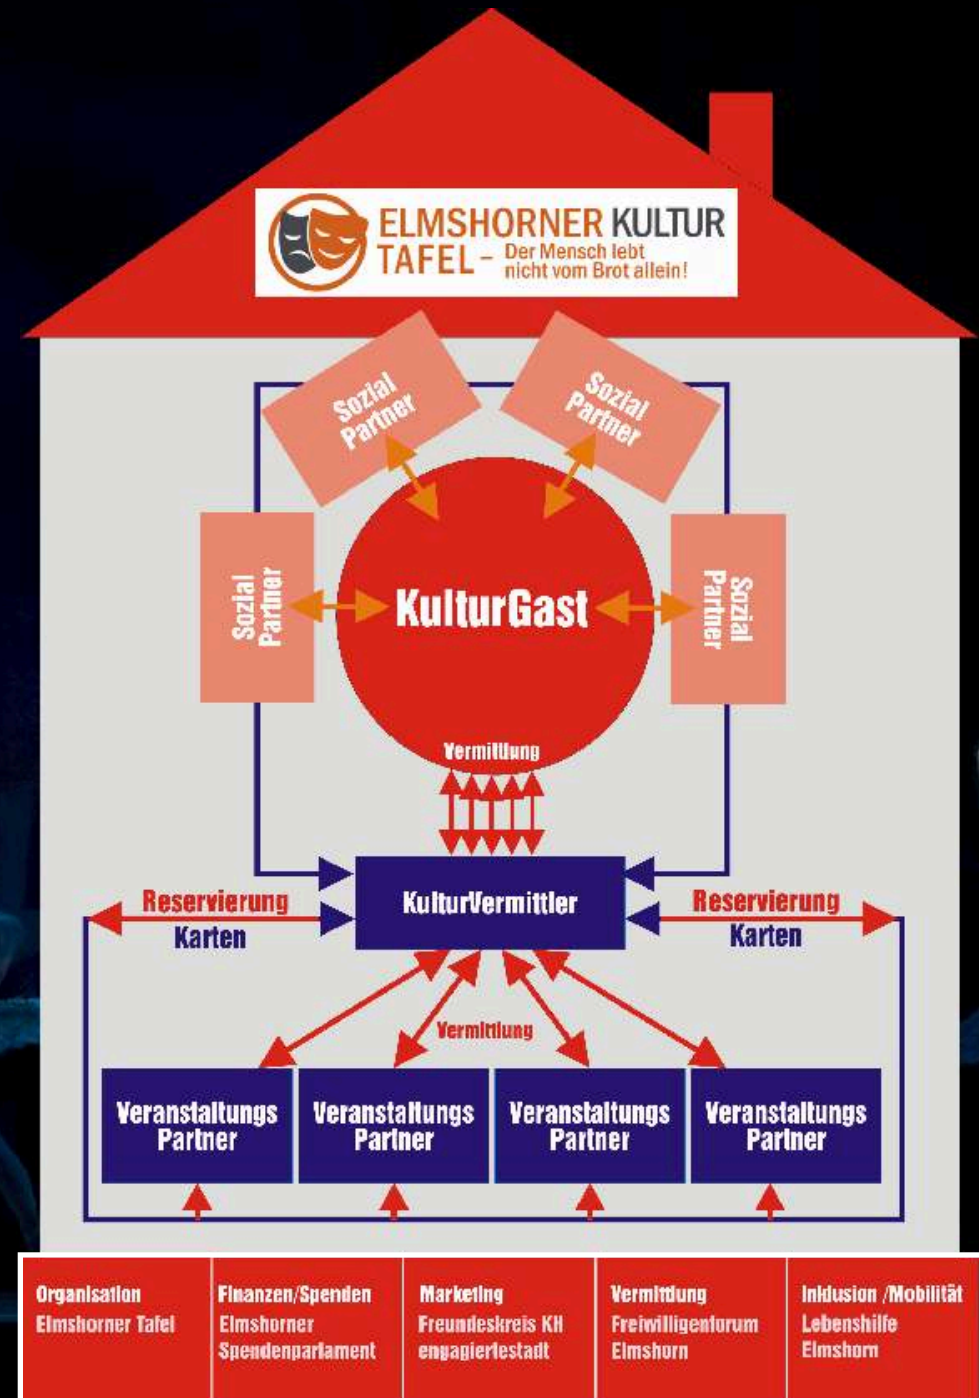 ELMSHORNER KULTUR
TAFEL – Der Mensch lebt
nicht vom Brot allein!
Sozial
Partner
Sozial
Partner
Sozial
Partner
KulturGast
Sozial
Partner
Vermittlung
KulturVermittler
Reservierung
Karten
Reservierung
Karten
Vermittlung
Veranstaltungs
Partner
Veranstaltungs
Partner
Veranstaltungs
Partner
Veranstaltungs
Partner
Organisation
Elmshorner Tafel
Finanzen/Spenden
Elmshorner
Spendenparlament
Marketing
Freundeskreis KH
engagiertestadt
Vermittlung
Freiwilligenforum
Elmshorn
Inklusion /Mobilität
Lebenshilfe
Elmshorn